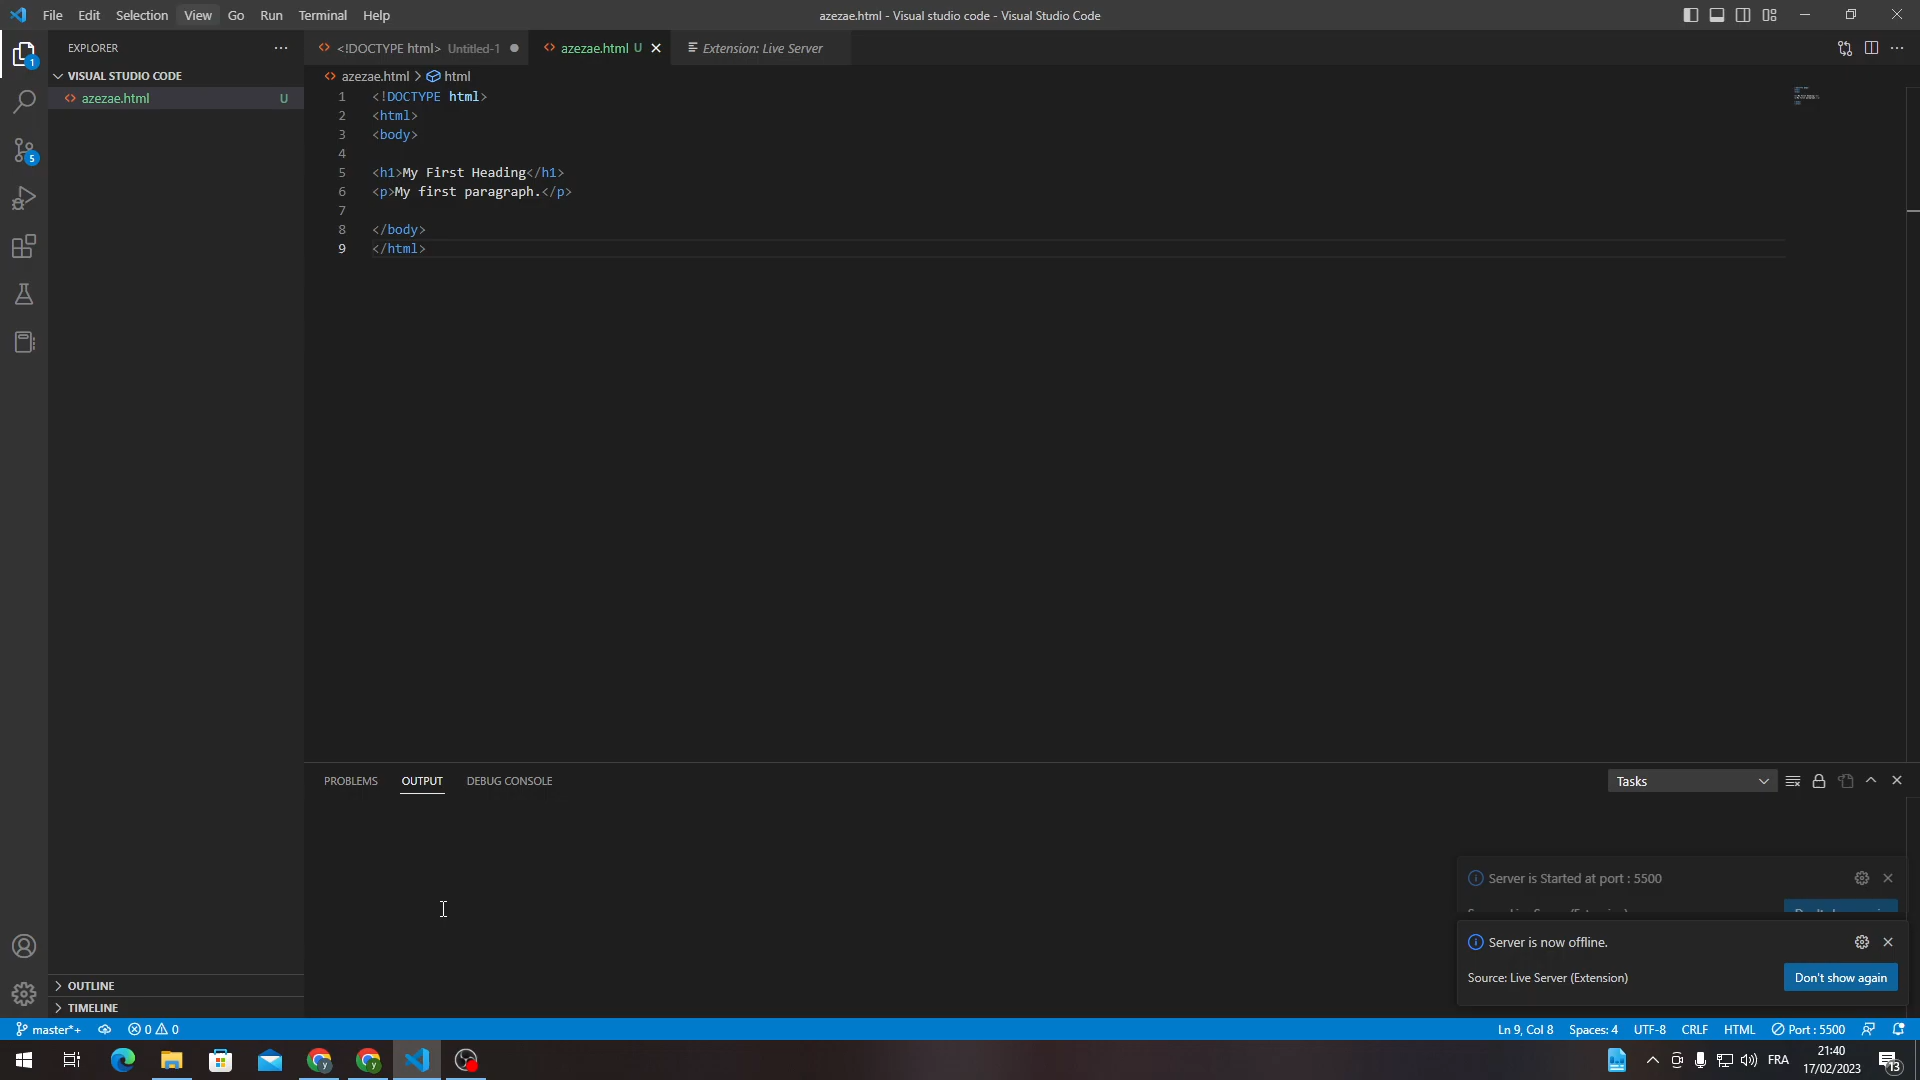 File Edit Selection View Go Run Terminal Help
azezae.html - Visual studio code - Visual Studio Code
EXPLORER
<!DOCTYPE html> Untitled-1
azezae.html U
Extension: Live Server
VISUAL STUDIO CODE
azezae.html > html
azezae.html U
1 <!DOCTYPE html>
2 <html>
3 <body>
4
5 <h1>My First Heading</h1>
6 <p>My first paragraph.</p>
7
8 </body>
9 </html>
1
5
PROBLEMS OUTPUT DEBUG CONSOLE
Tasks
Server is Started at port : 5500
Server is now offline.
Source: Live Server (Extension)
Don't show again
OUTLINE
TIMELINE
master*+ 0 0
Ln 9, Col 8 Spaces: 4 UTF-8 CRLF HTML Port : 5500
FRA
21:40
17/02/2023
13